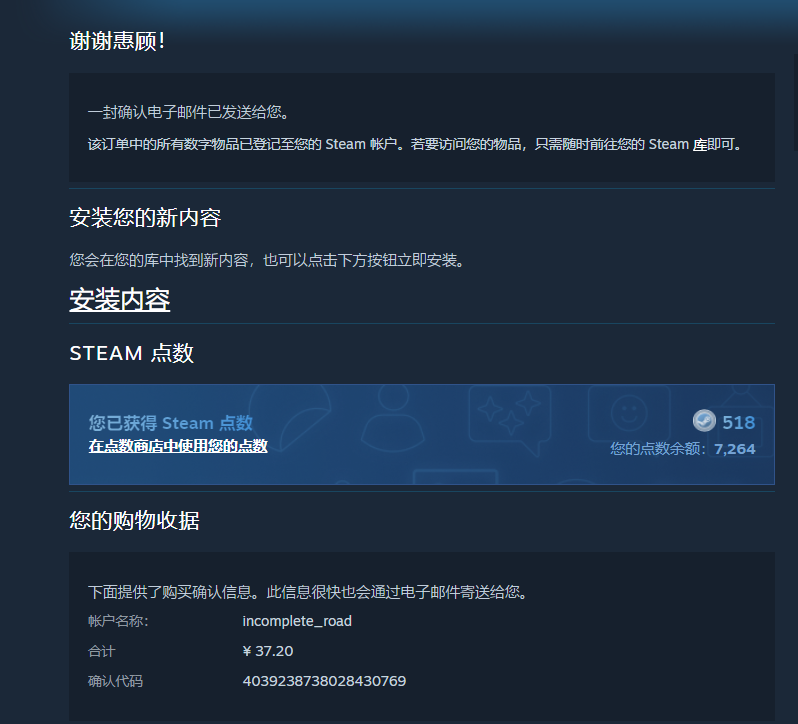 谢谢惠顾！
一封确认电子邮件已发送给您。
该订单中的所有数字物品已登记至您的 Steam 帐户。若要访问您的物品，只需随时前往您的 Steam 库即可。
安装您的新内容
您会在您的库中找到新内容，也可以点击下方按钮立即安装。
安装内容
STEAM 点数
您已获得 Steam 点数
518
在点数商店中使用您的点数
您的点数余额：7,264
您的购物收据
下面提供了购买确认信息。此信息很快也会通过电子邮件寄送给您。
帐户名称： incomplete_road
合计 ¥ 37.20
确认代码 4039238738028430769